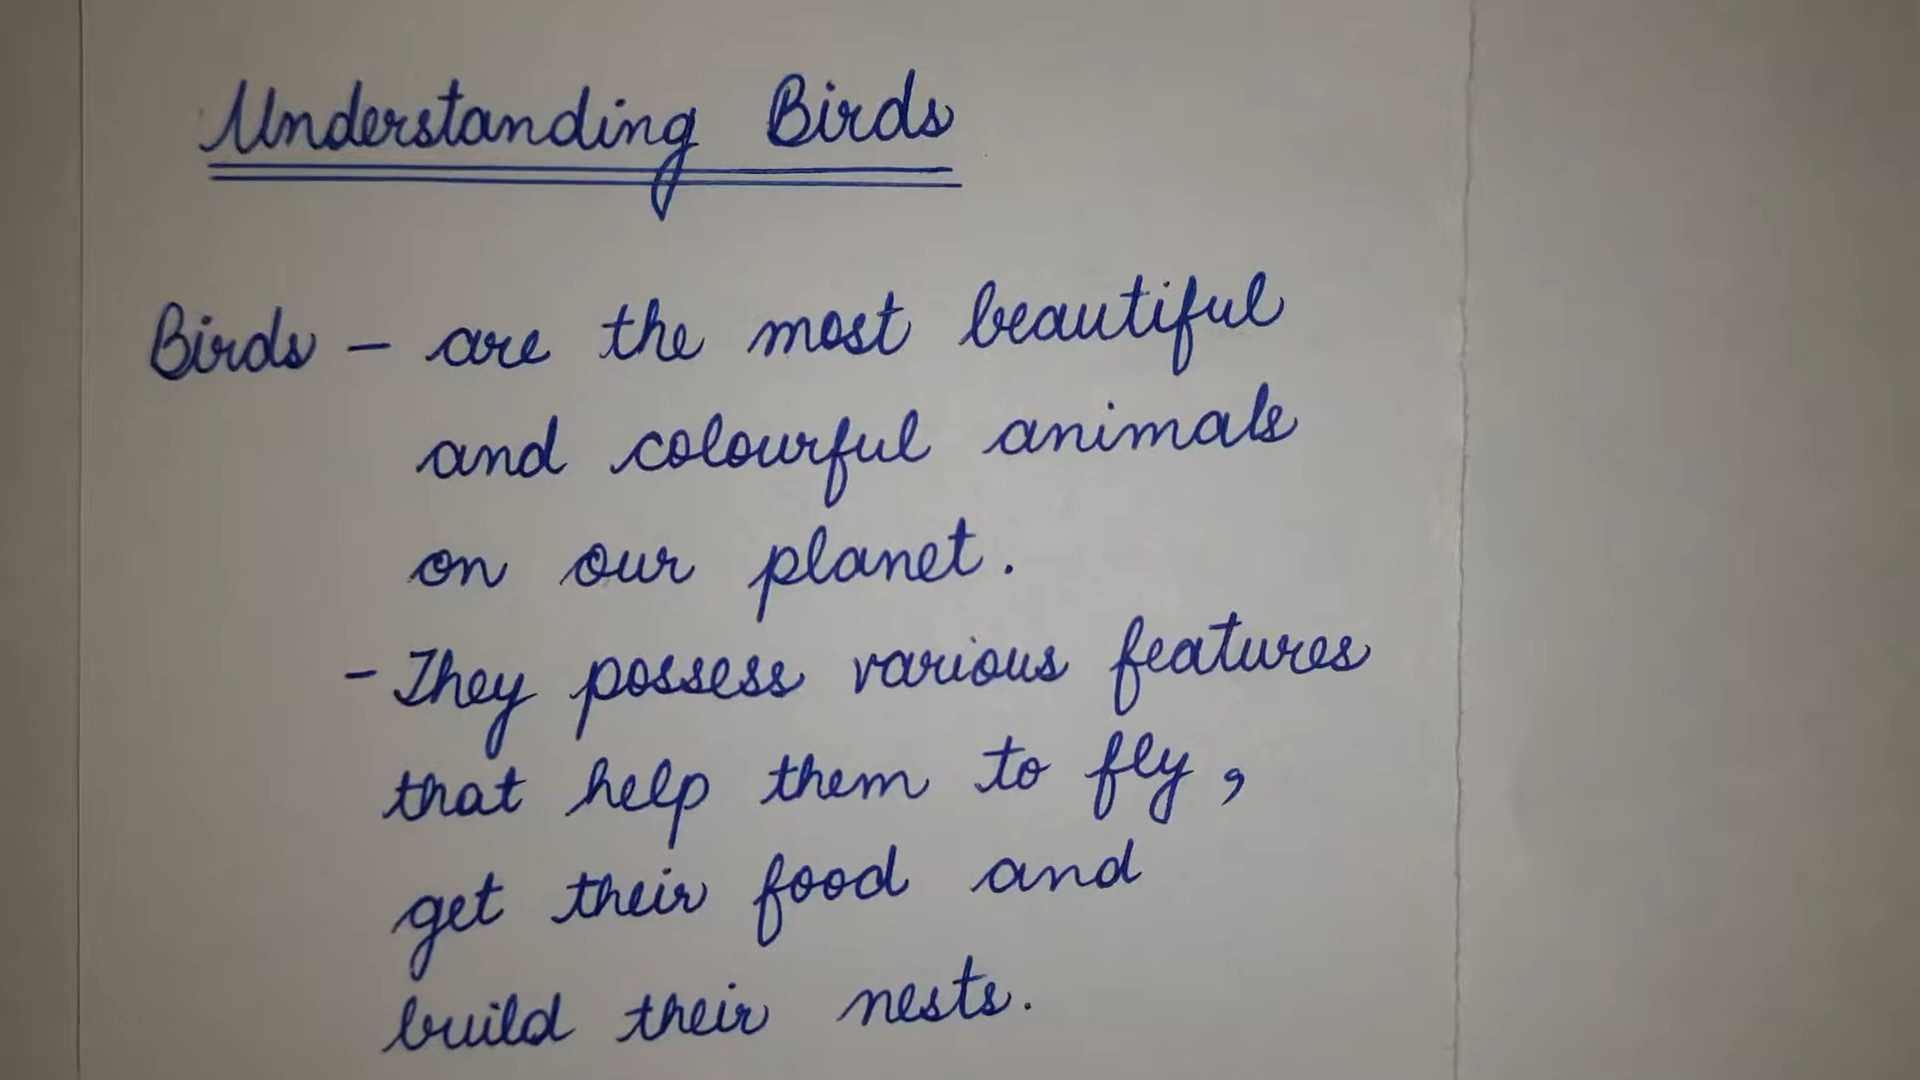 Understanding Birds
Birds - are the most beautiful
and colourful animals
on our planet.
- They possess various features
that help them to fly,
get their food and
build their nests.